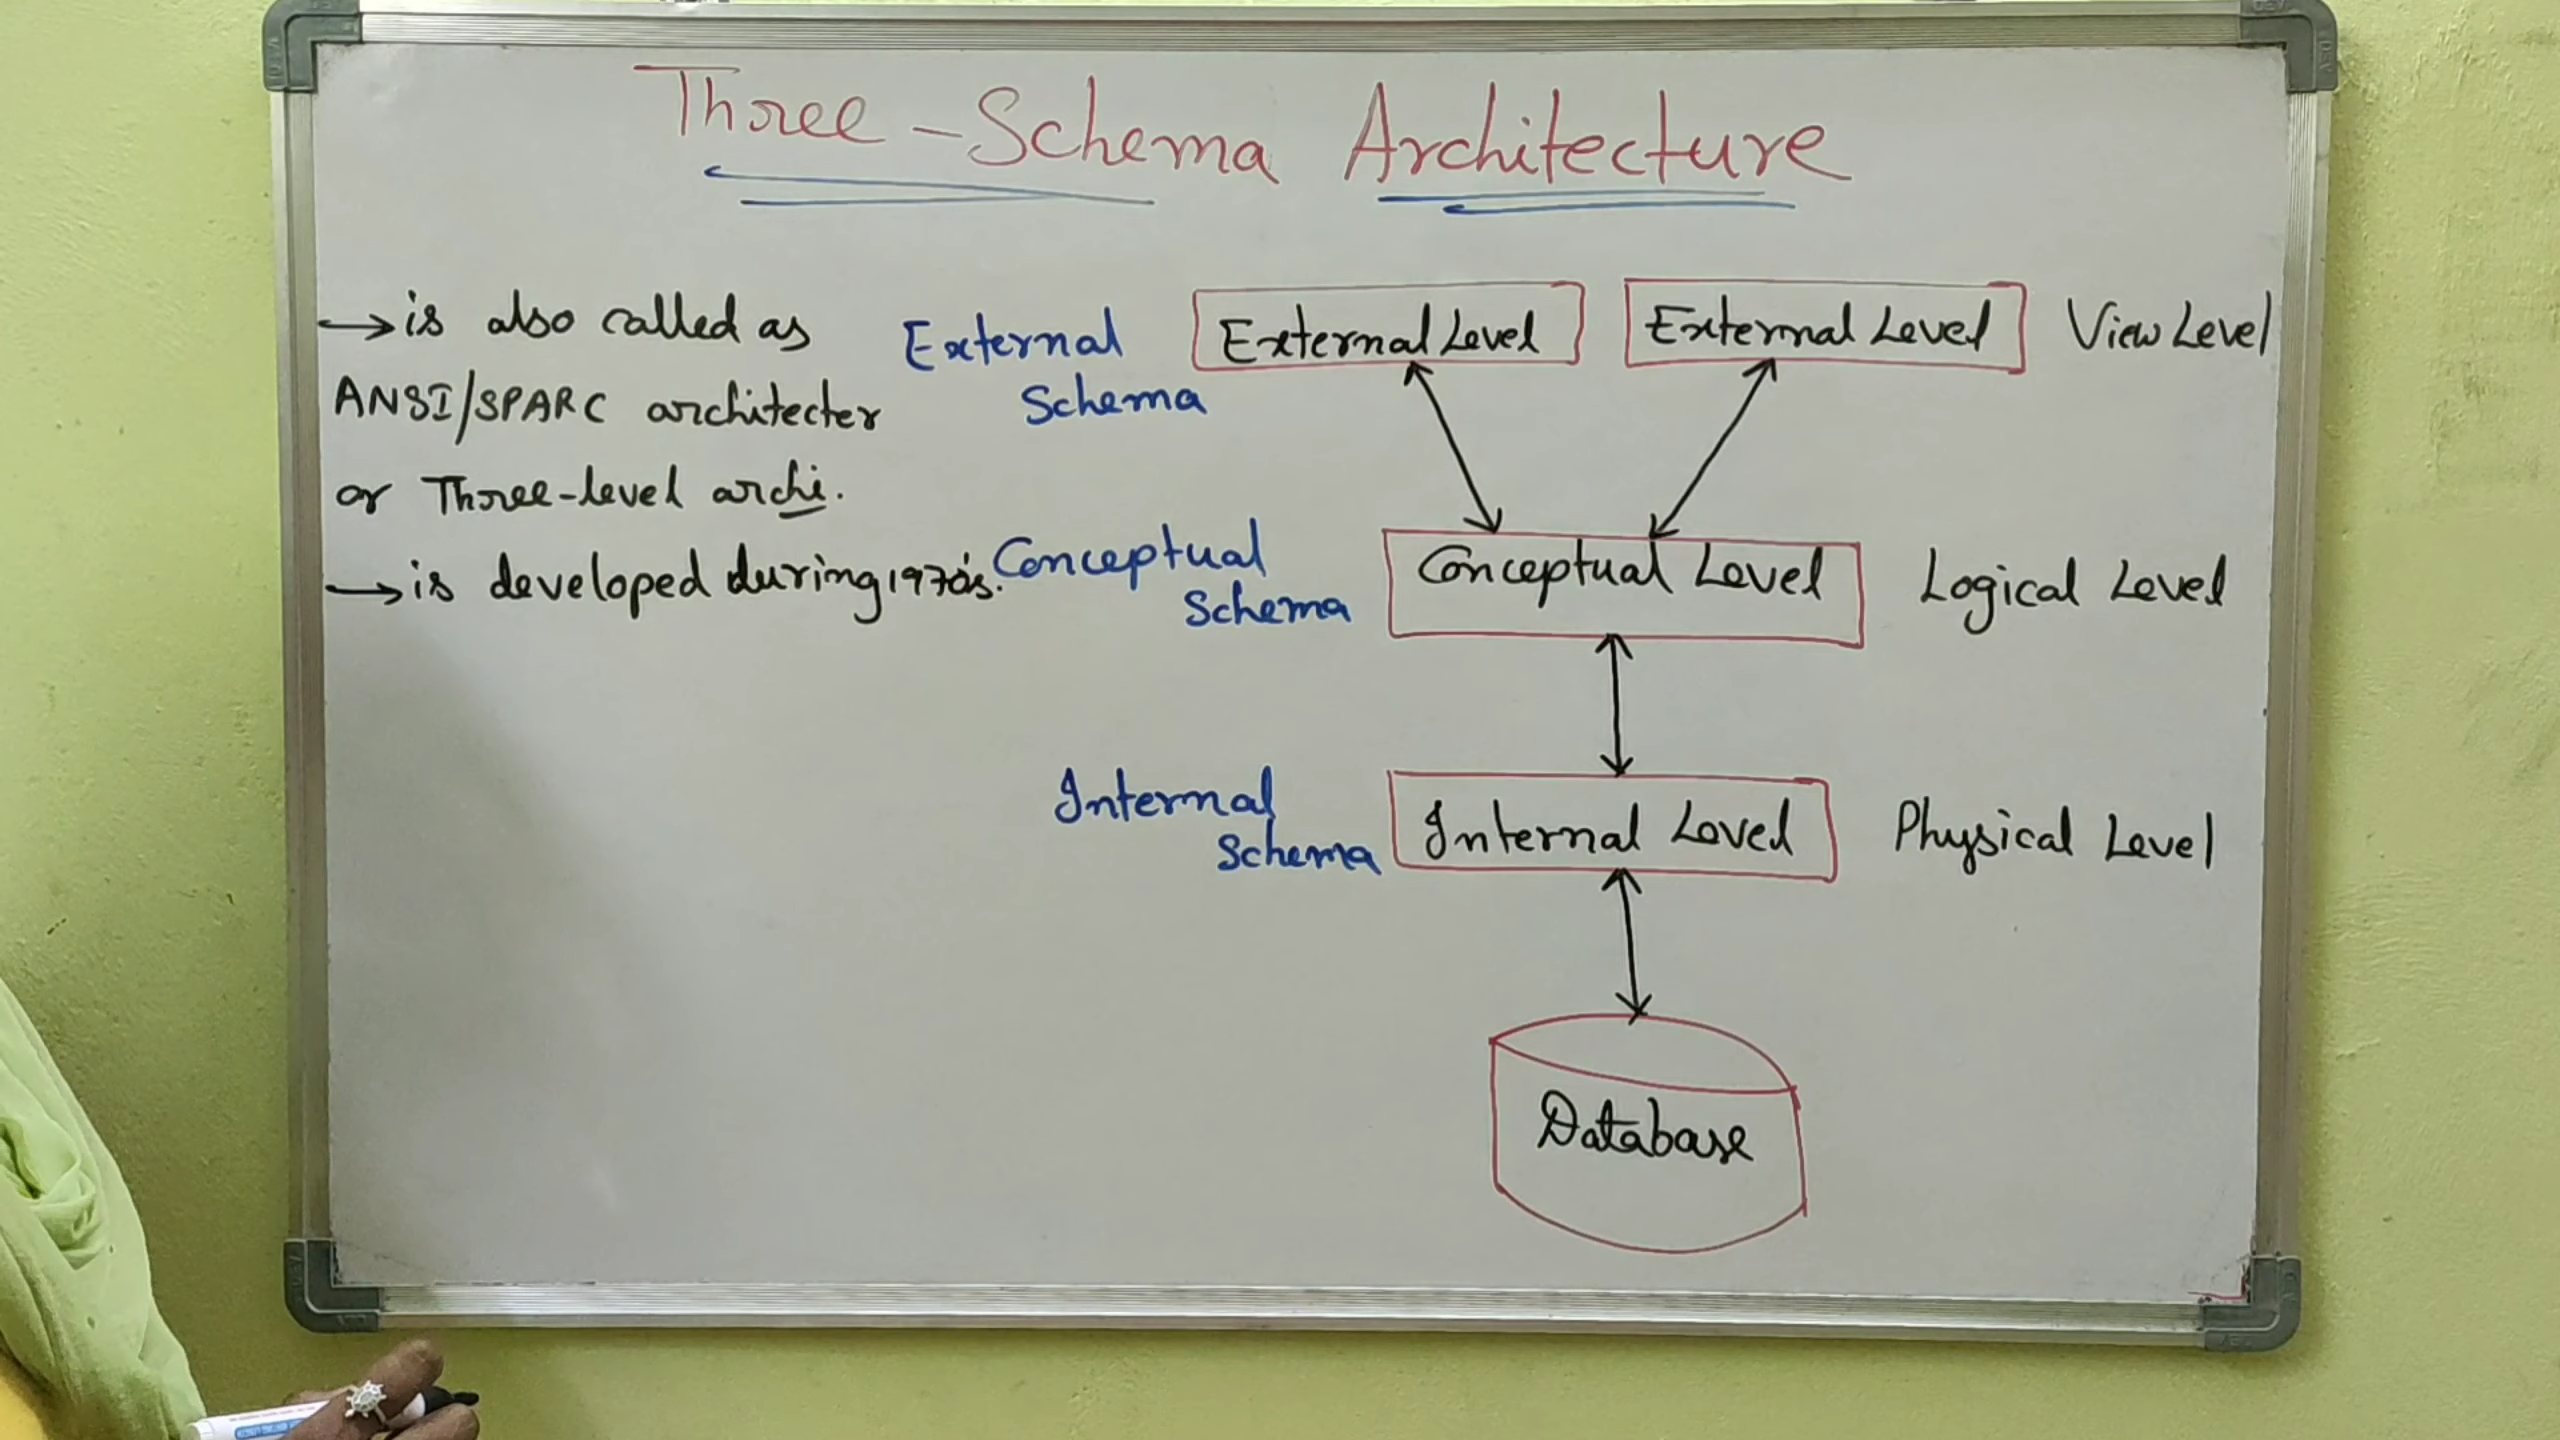 Three-Schema Architecture
→ is also called as
ANSI/SPARC architecter
or Three-level archi.
→ is developed during 1970's.
External
Schema
External Level
External Level
View Level
Conceptual
Schema
Conceptual Level
Logical Level
Internal
Schema
Internal Level
Physical Level
Database